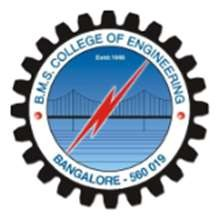 B.M.S. COLLEGE OF ENGINEERING
Estd. 1946
BANGALORE - 560 019